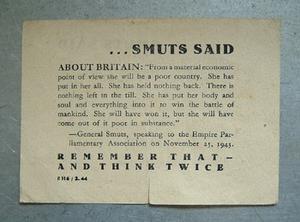 ...SMUTS SAID
ABOUT BRITAIN: "From a material economic
point of view she will be a poor country. She has
put in her all. She has held nothing back. There is
nothing left in the till. She has put her body and
soul and everything into it to win the battle of
mankind. She will have won it, but she will have
come out of it poor in substance."
—General Smuts, speaking to the Empire Par-
liamentary Association on November 25, 1943.
REMEMBER THAT—
AND THINK TWICE